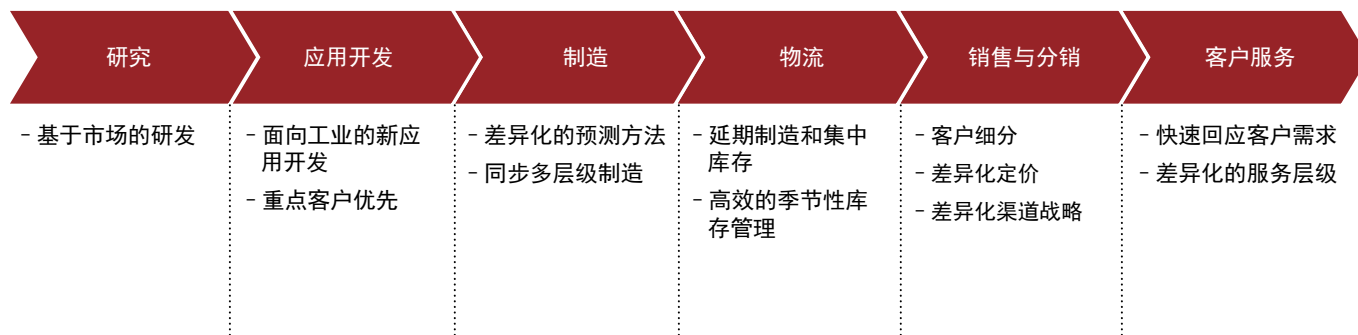 研究
应用开发
制造
物流
销售与分销
客户服务
- 基于市场的研发
- 面向工业的新应
用开发
- 重点客户优先
- 差异化的预测方法
- 同步多层级制造
- 延期制造和集中
库存
- 高效的季节性库
存管理
- 客户细分
- 差异化定价
- 差异化渠道战略
- 快速回应客户需求
- 差异化的服务层级